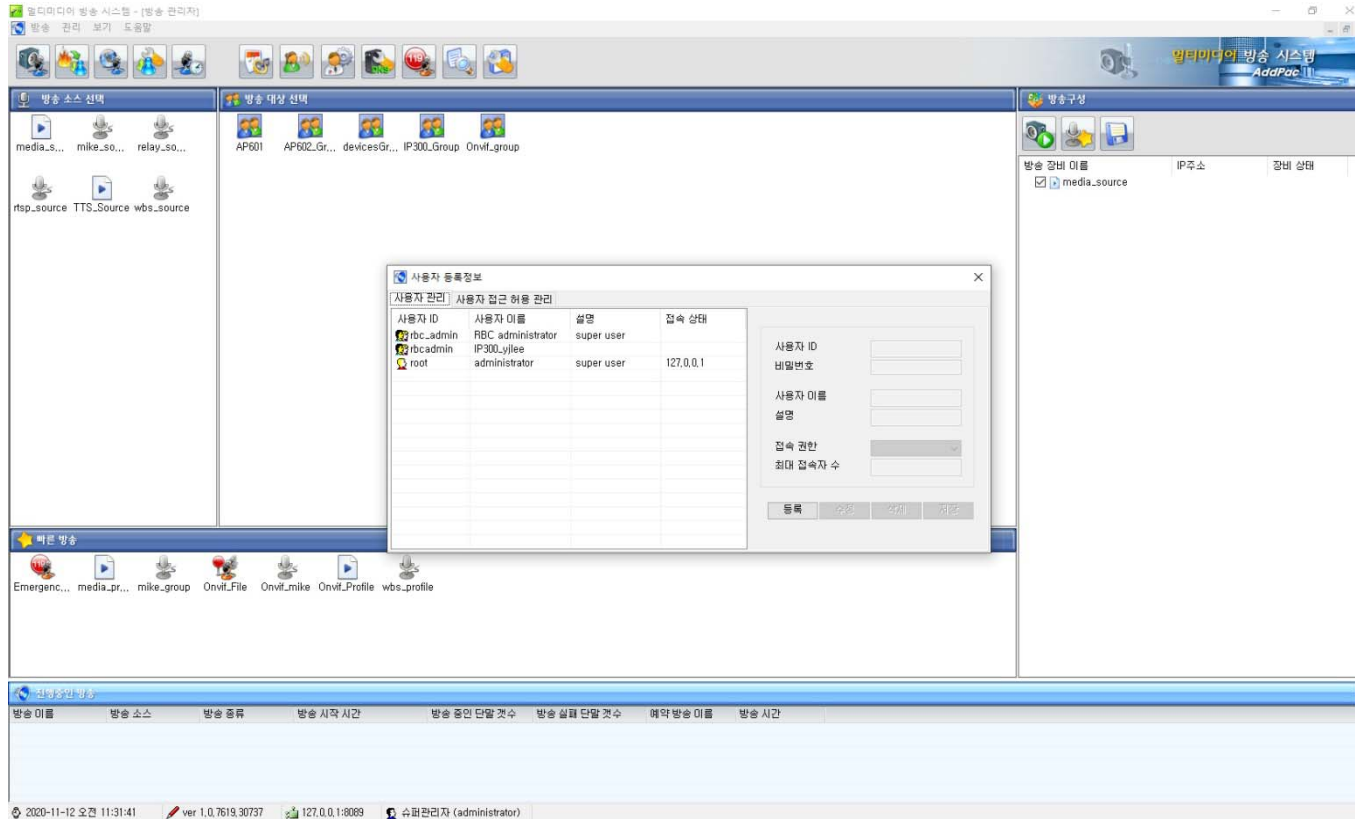 멀티미디어 방송 시스템 - [방송 관리자]
방송 관리 보기 도움말
멀티미디어 방송 시스템
AddPac
방송 소스 선택
방송 대상 선택
방송구성
media_s... mike_so... relay_so...
AP601 AP602_Gr... devicesGr... IP300_Group Onvif_group
rtsp_source TTS_Source wbs_source
방송 장비 이름 IP주소 장비 상태
media_source
사용자 등록정보
사용자 관리 사용자 접근 허용 관리
사용자 ID 사용자 이름 설명 접속 상태
rbc_admin RBC administrator super user
rbcadmin IP300_yjlee
root administrator super user 127.0.0.1
사용자 ID
비밀번호
사용자 이름
설명
접속 권한
최대 접속자 수
등록 수정 삭제 저장
빠른 방송
Emergenc... media_pr... mike_group Onvif_File Onvif_mike Onvif_Profile wbs_profile
진행중인 방송
방송 이름 방송 소스 방송 종류 방송 시작 시간 방송 중인 단말 갯수 방송 실패 단말 갯수 예약 방송 이름 방송 시간
2020-11-12 오전 11:31:41 ver 1.0.7619.30737 127.0.0.1:8089 슈퍼관리자 (administrator)